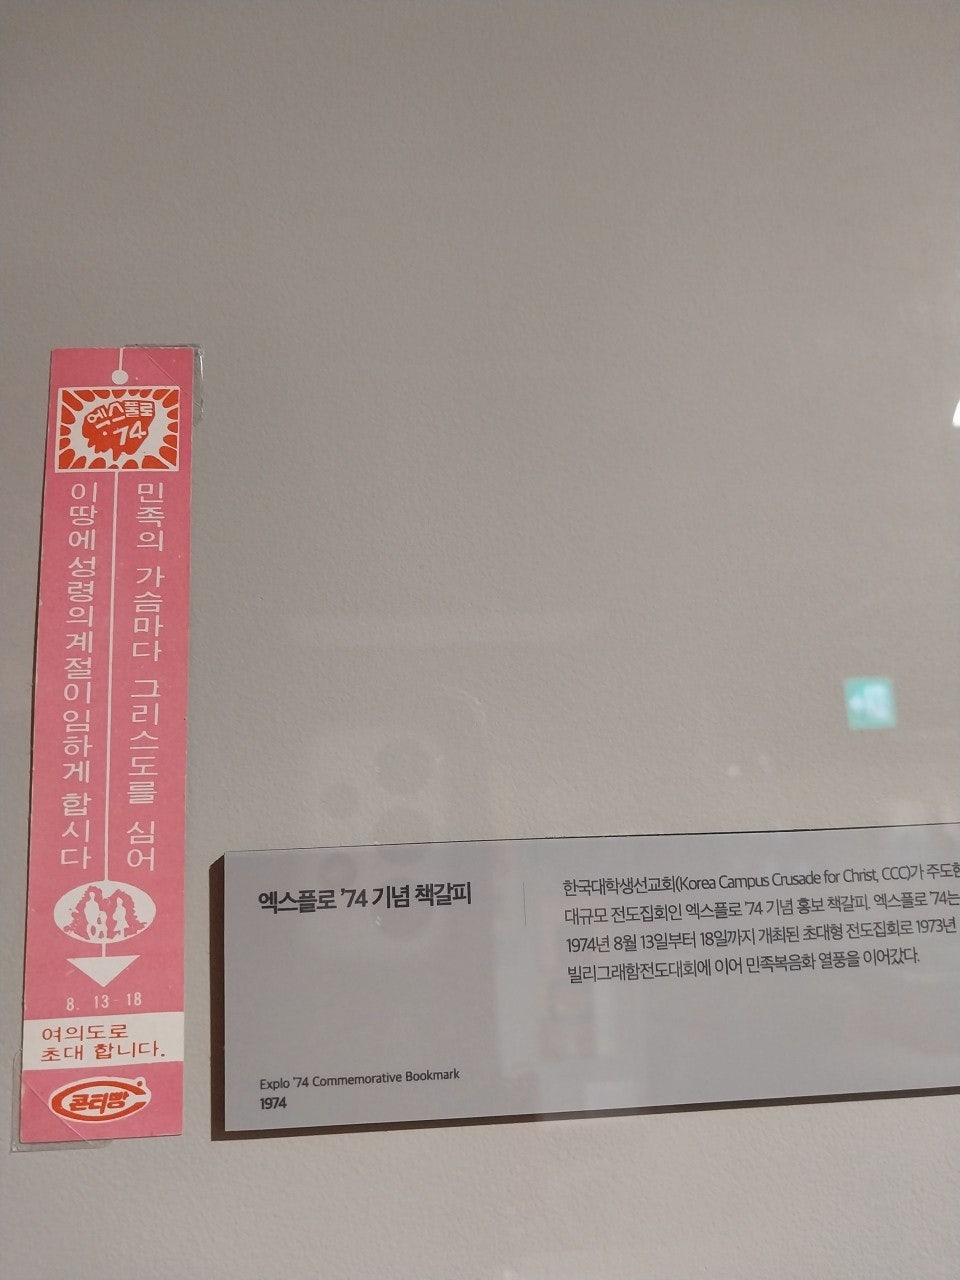 엑스플로
'74
민족의 가슴마다 그리스도를 심어
이 땅에 성령의 계절이 임하게 합시다
8. 13-18
여의도로
초대 합니다.
콘티빵
엑스플로 '74 기념 책갈피
한국대학생선교회(Korea Campus Crusade for Christ, CCC)가 주도한
대규모 전도집회인 엑스플로 '74 기념 홍보 책갈피. 엑스플로 '74는
1974년 8월 13일부터 18일까지 개최된 초대형 전도집회로 1973년
빌리그래함전도대회에 이어 민족복음화 열풍을 이어갔다.
Explo '74 Commemorative Bookmark
1974